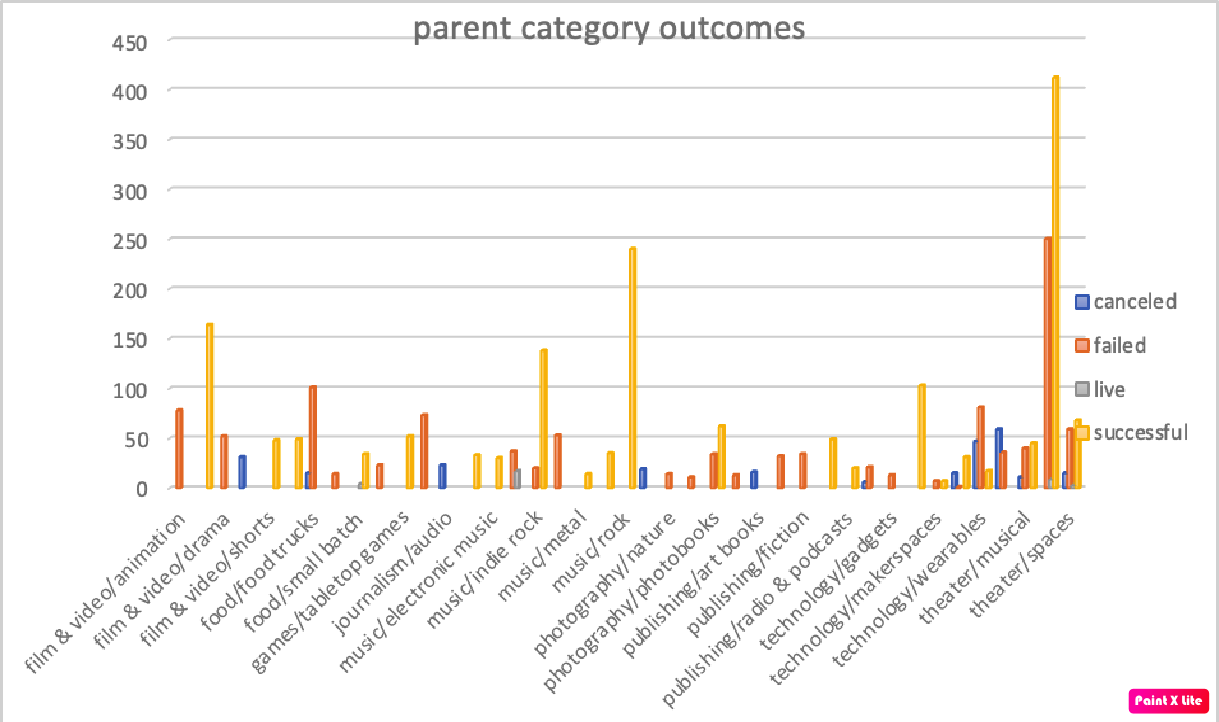 parent category outcomes
450
400
350
300
250
200
150
100
50
0
canceled
failed
live
successful
film & video/animation
film & video/drama
film & video/shorts
food/food trucks
food/small batch
games/tabletop games
journalism/audio
music/electronic music
music/indie rock
music/metal
music/rock
photography/nature
photography/photobooks
publishing/art books
publishing/fiction
publishing/radio & podcasts
technology/gadgets
technology/makerspaces
technology/wearables
theater/musical
theater/spaces
Paint X Lite